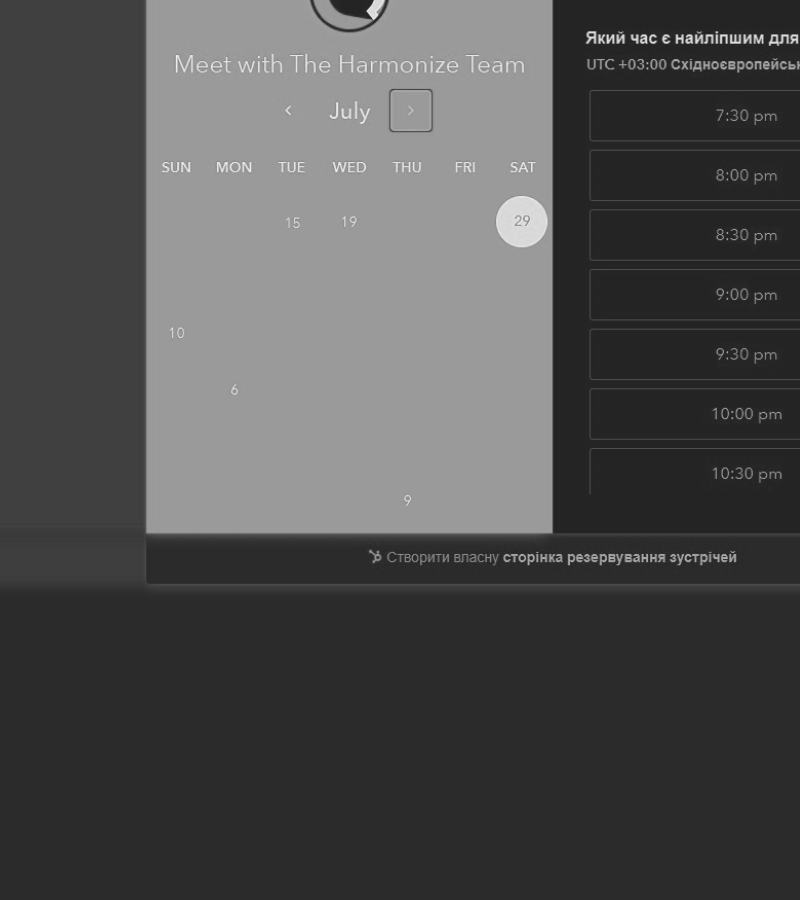 Meet with The Harmonize Team
July
SUN MON TUE WED THU FRI SAT
15 19 29
10
6
9
Який час є найліпшим для
UTC +03:00
7:30 pm
8:00 pm
8:30 pm
9:00 pm
9:30 pm
10:00 pm
10:30 pm
Створити власну сторінка резервування зустрічей